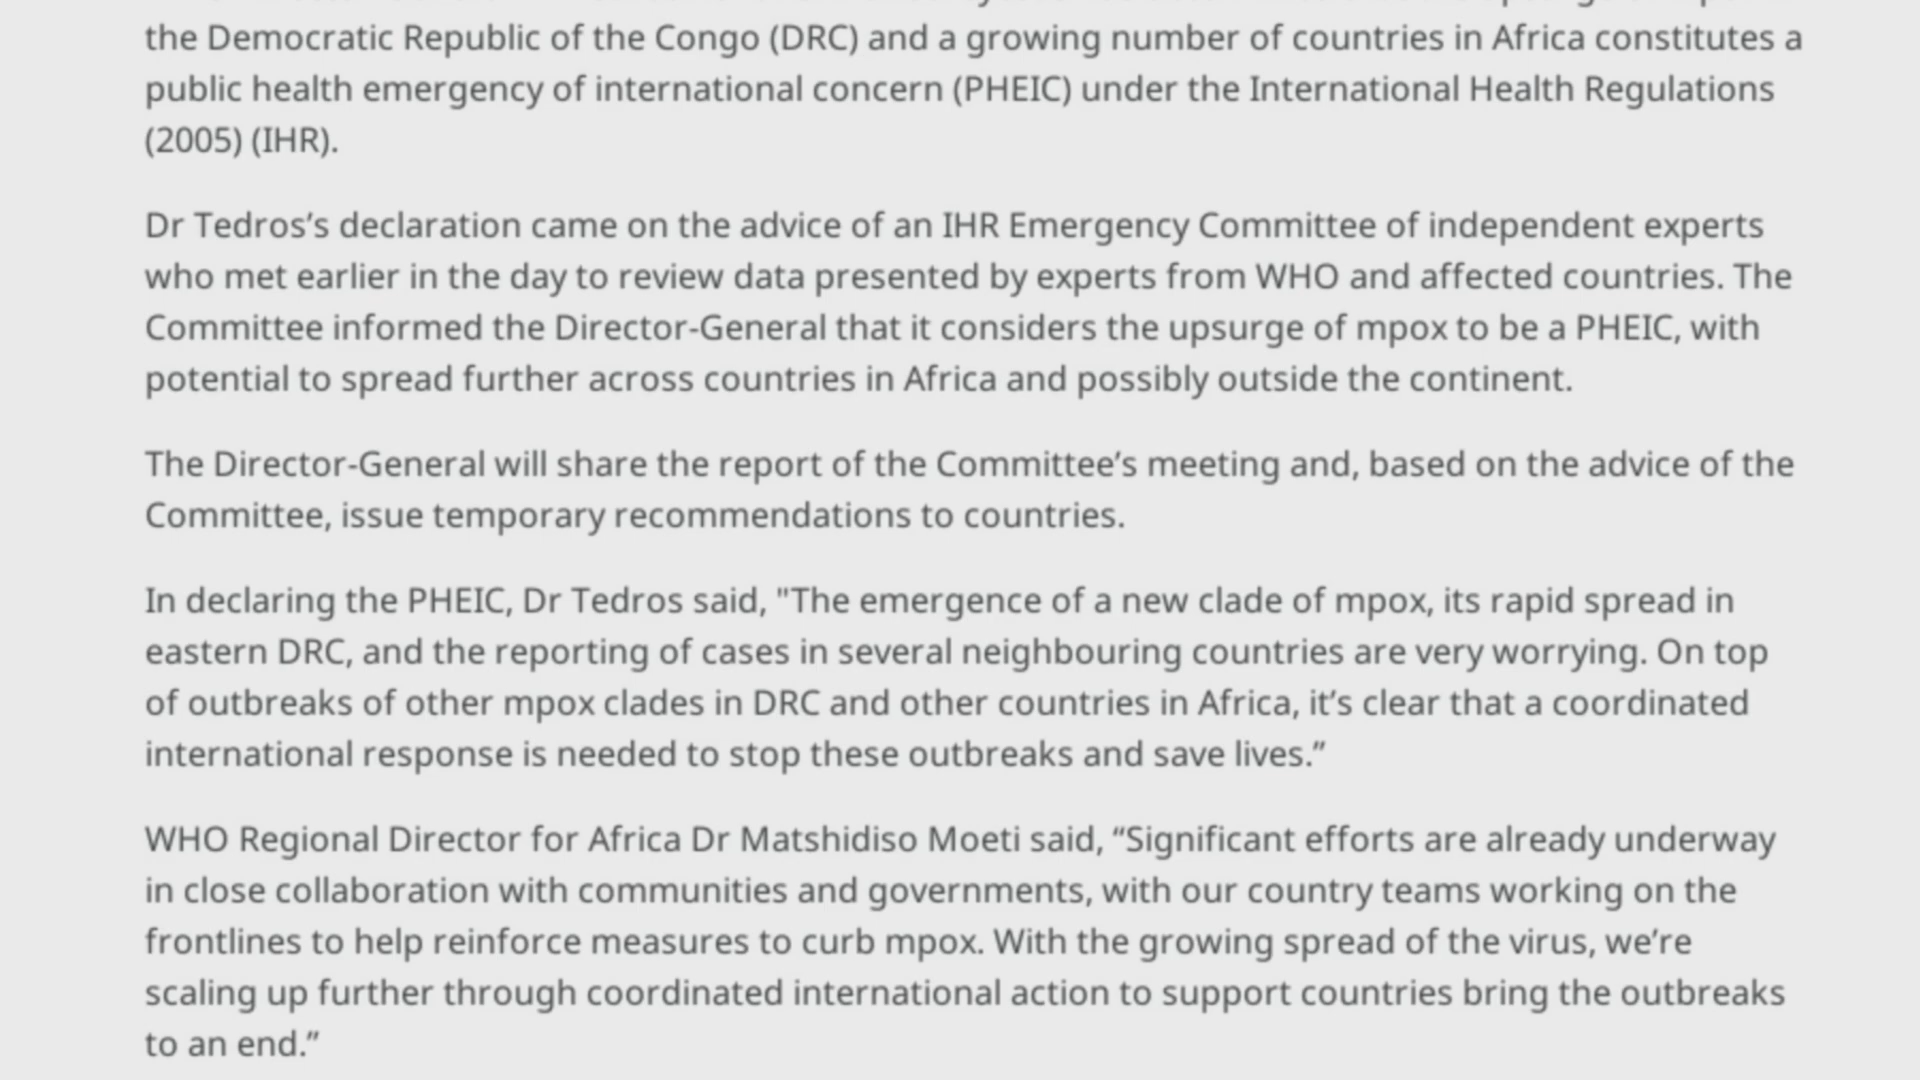 the Democratic Republic of the Congo (DRC) and a growing number of countries in Africa constitutes a
public health emergency of international concern (PHEIC) under the International Health Regulations
(2005) (IHR).
Dr Tedros’s declaration came on the advice of an IHR Emergency Committee of independent experts
who met earlier in the day to review data presented by experts from WHO and affected countries. The
Committee informed the Director-General that it considers the upsurge of mpox to be a PHEIC, with
potential to spread further across countries in Africa and possibly outside the continent.
The Director-General will share the report of the Committee’s meeting and, based on the advice of the
Committee, issue temporary recommendations to countries.
In declaring the PHEIC, Dr Tedros said, "The emergence of a new clade of mpox, its rapid spread in
eastern DRC, and the reporting of cases in several neighbouring countries are very worrying. On top
of outbreaks of other mpox clades in DRC and other countries in Africa, it’s clear that a coordinated
international response is needed to stop these outbreaks and save lives.”
WHO Regional Director for Africa Dr Matshidiso Moeti said, “Significant efforts are already underway
in close collaboration with communities and governments, with our country teams working on the
frontlines to help reinforce measures to curb mpox. With the growing spread of the virus, we’re
scaling up further through coordinated international action to support countries bring the outbreaks
to an end.”